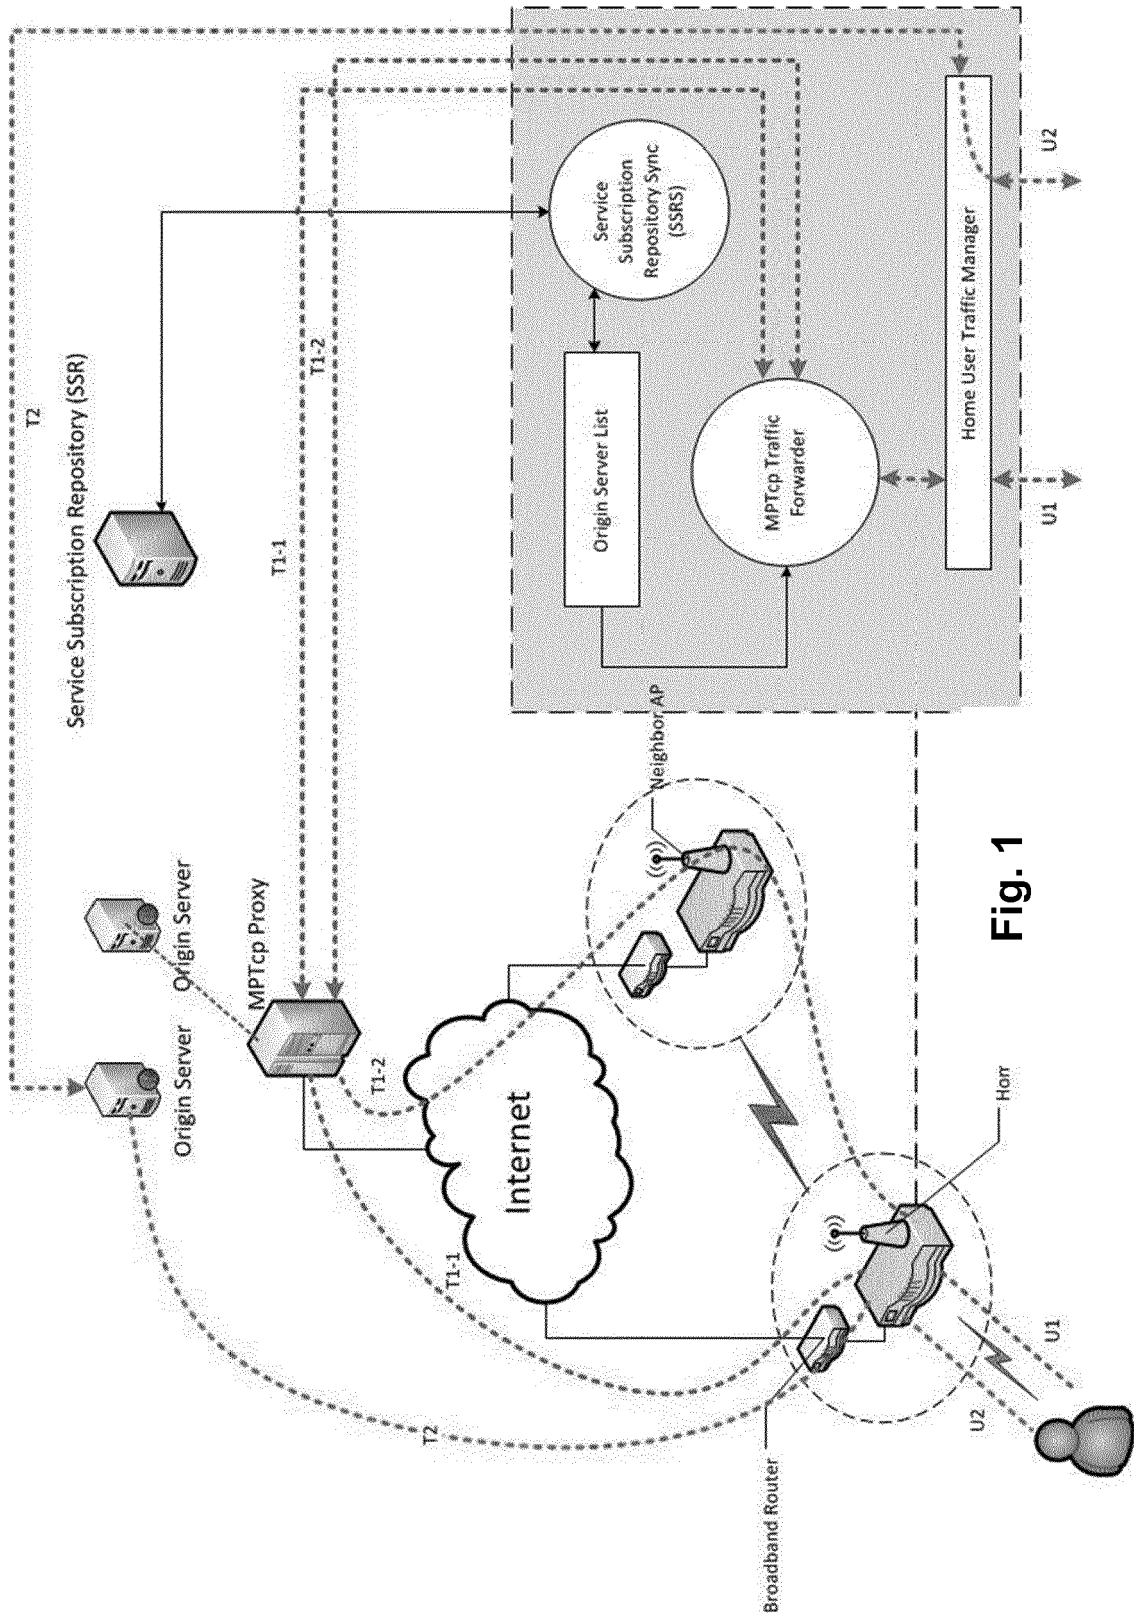 T2
Service Subscription Repository (SSR)
T1-1
T1-2
Origin Server
Origin Server
MPTcp Proxy
T1-2
Internet
T1-1
T2
Neighbor AP
Hom
Broadband Router
U2
U1
Service
Subscription
Repository Sync
(SSRS)
Origin Server List
MPTcp Traffic
Forwarder
Home User Traffic Manager
U1
U2
Fig. 1